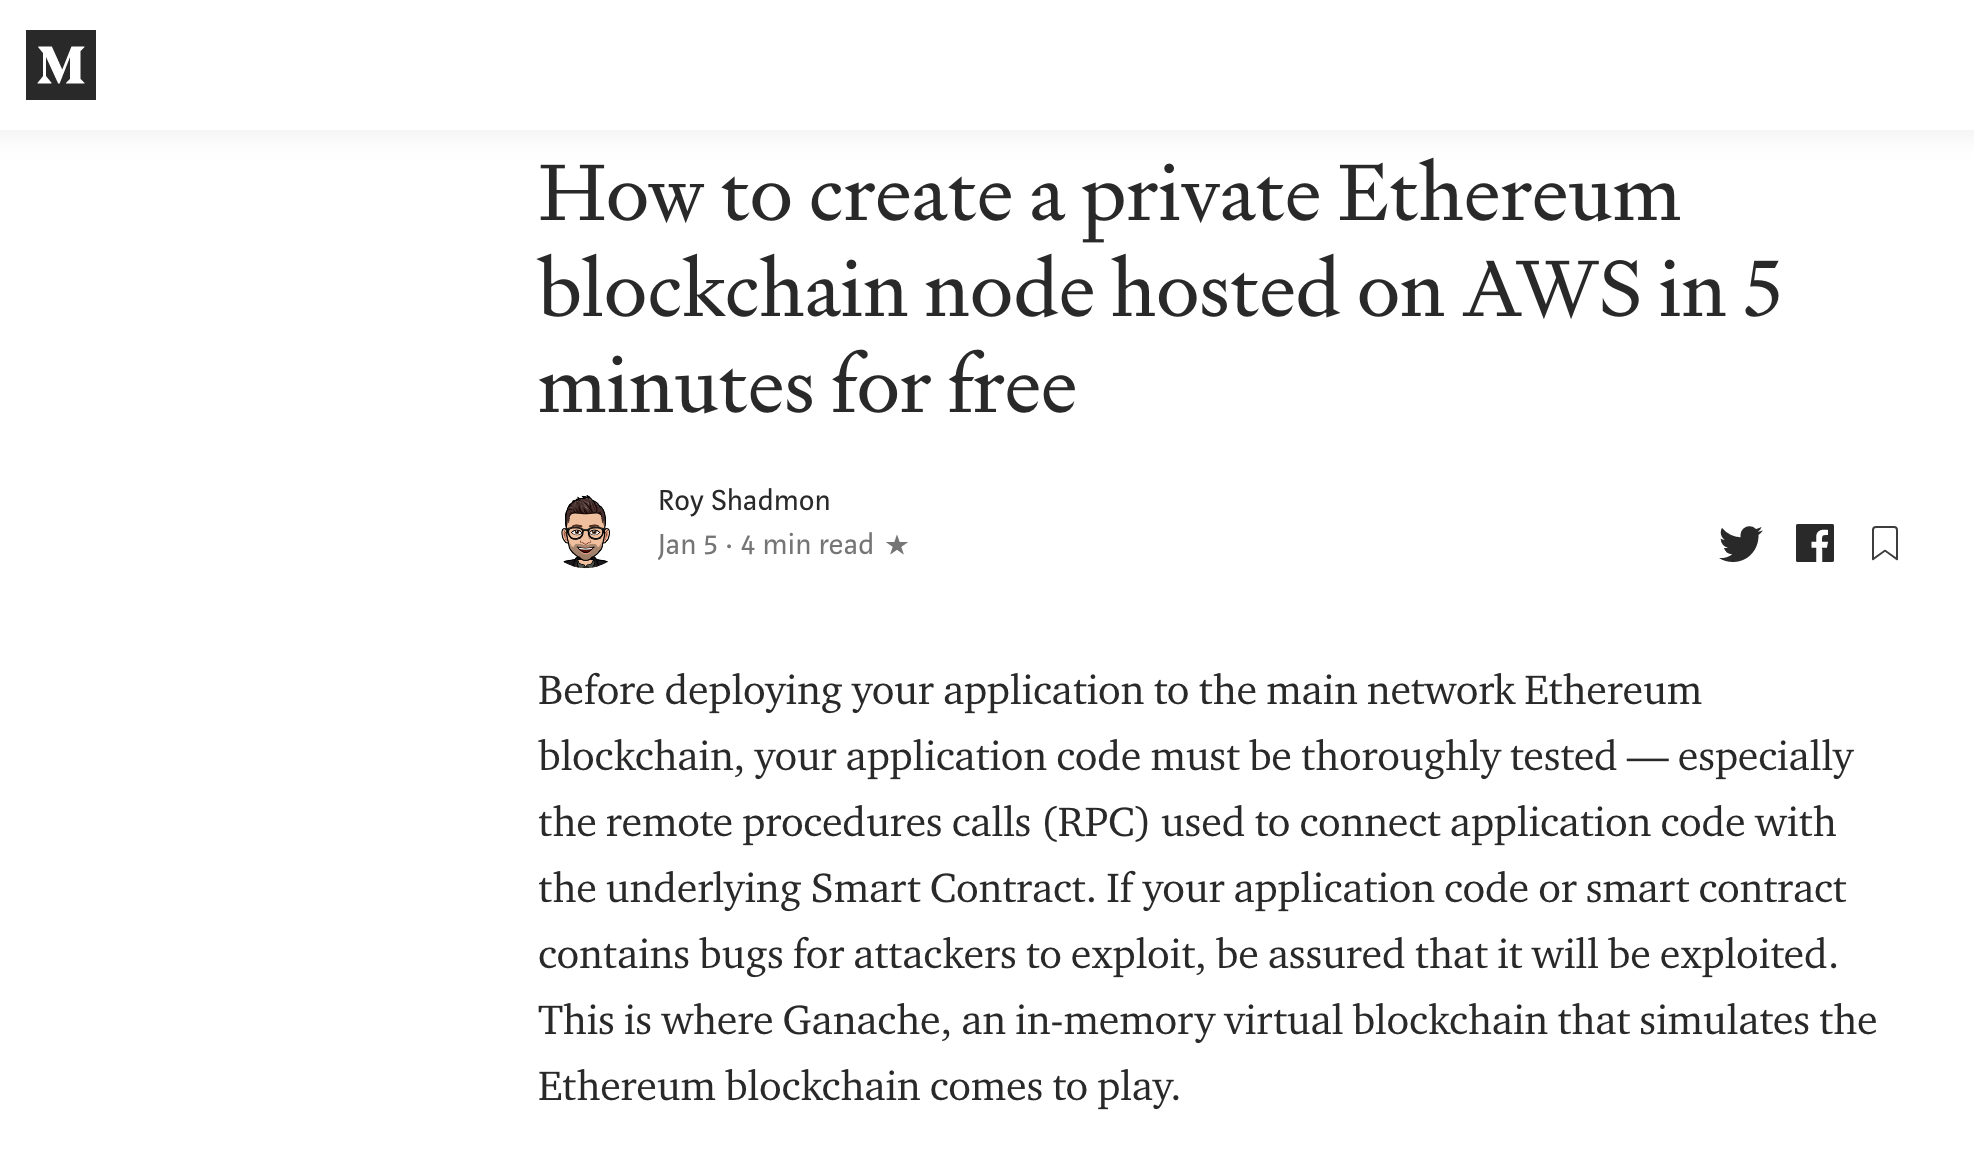 M
How to create a private Ethereum
blockchain node hosted on AWS in 5
minutes for free
Roy Shadmon
Jan 5 · 4 min read ★
Before deploying your application to the main network Ethereum
blockchain, your application code must be thoroughly tested — especially
the remote procedures calls (RPC) used to connect application code with
the underlying Smart Contract. If your application code or smart contract
contains bugs for attackers to exploit, be assured that it will be exploited.
This is where Ganache, an in-memory virtual blockchain that simulates the
Ethereum blockchain comes to play.